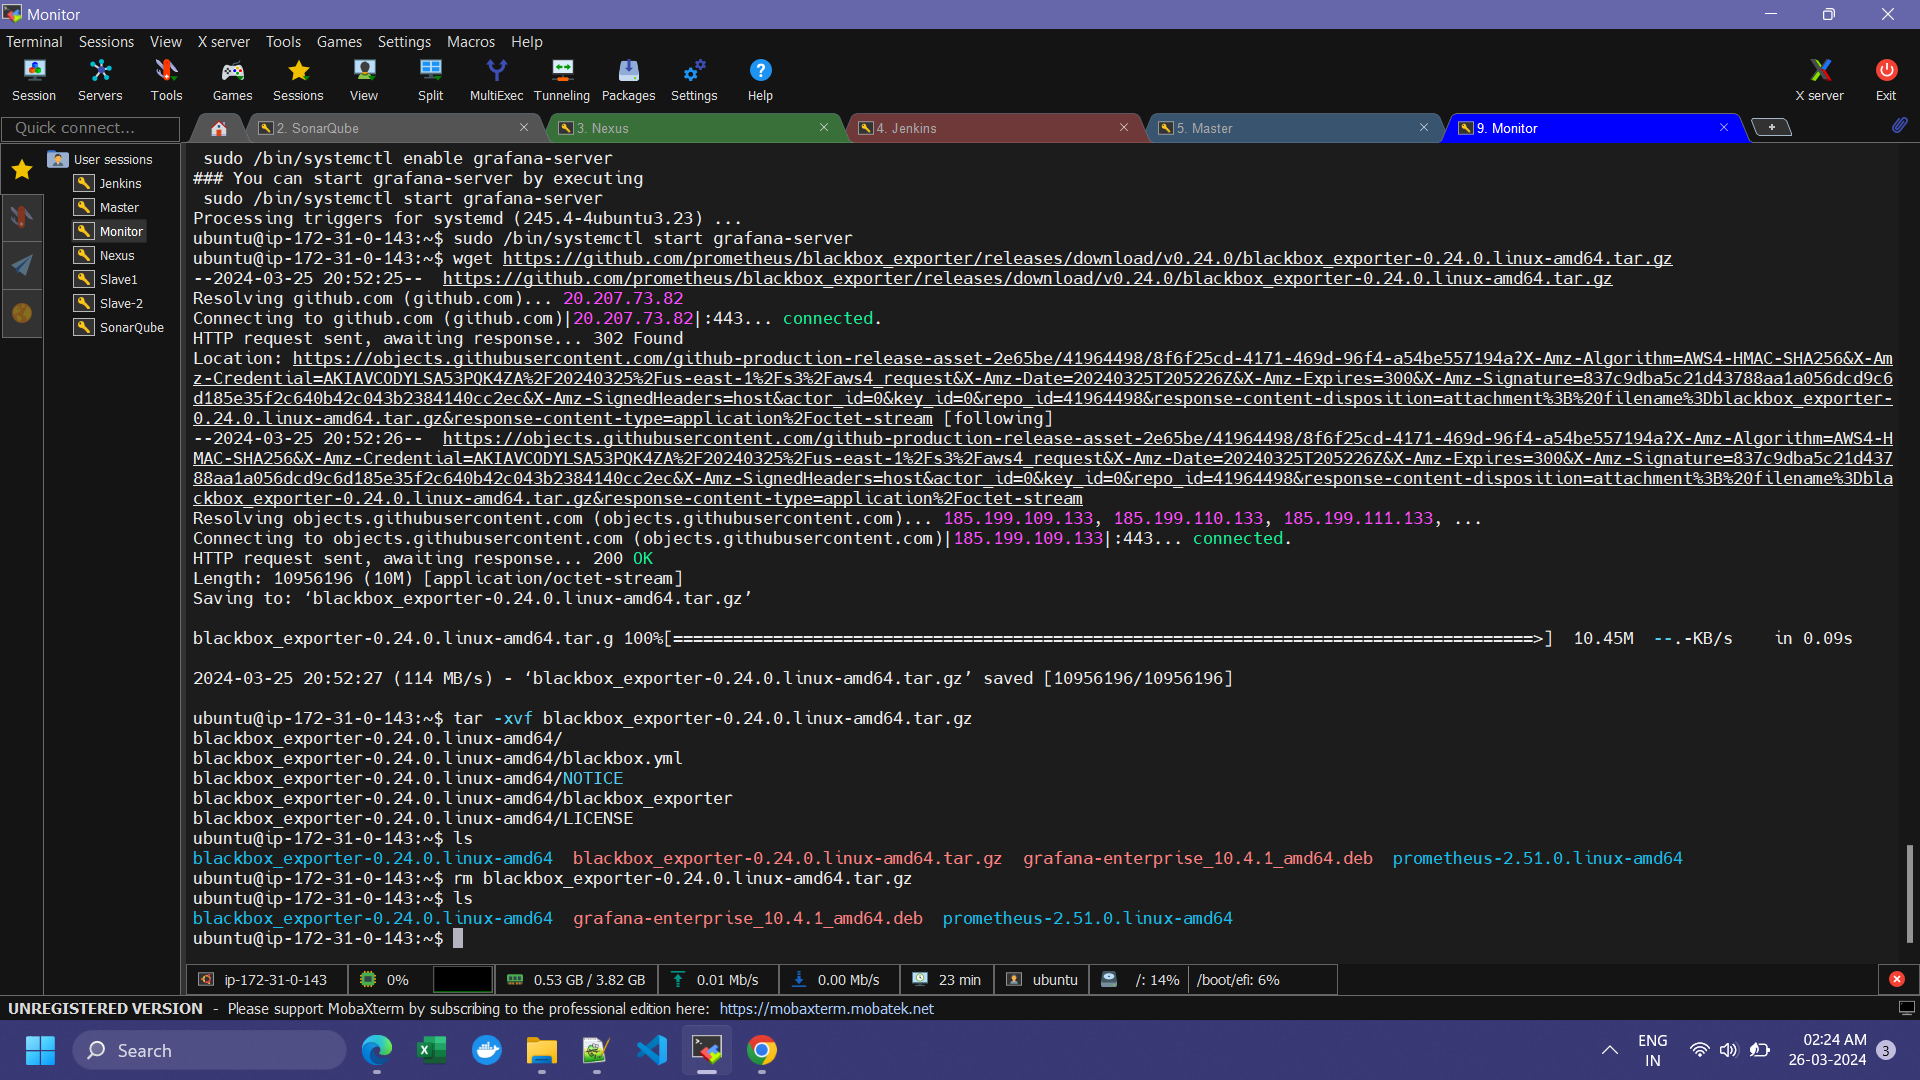 Monitor
Terminal Sessions View X server Tools Games Settings Macros Help
Session Servers Tools Games Sessions View Split MultiExec Tunneling Packages Settings Help X server Exit
Quick connect...
2. SonarQube
3. Nexus
4. Jenkins
5. Master
9. Monitor
User sessions
Jenkins
Master
Monitor
Nexus
Slave1
Slave-2
SonarQube
sudo /bin/systemctl enable grafana-server
### You can start grafana-server by executing
sudo /bin/systemctl start grafana-server
Processing triggers for systemd (245.4-4ubuntu3.23) ...
ubuntu@ip-172-31-0-143:~$ sudo /bin/systemctl start grafana-server
ubuntu@ip-172-31-0-143:~$ wget https://github.com/prometheus/blackbox_exporter/releases/download/v0.24.0/blackbox_exporter-0.24.0.linux-amd64.tar.gz
--2024-03-25 20:52:25--  https://github.com/prometheus/blackbox_exporter/releases/download/v0.24.0/blackbox_exporter-0.24.0.linux-amd64.tar.gz
Resolving github.com (github.com)... 20.207.73.82
Connecting to github.com (github.com)|20.207.73.82|:443... connected.
HTTP request sent, awaiting response... 302 Found
Location: https://objects.githubusercontent.com/github-production-release-asset-2e65be/41964498/8f6f25cd-4171-469d-96f4-a54be557194a?X-Amz-Algorithm=AWS4-HMAC-SHA256&X-Am
z-Credential=AKIAVCODYLSA53PQK4ZA%2F20240325%2Fus-east-1%2Fs3%2Faws4_request&X-Amz-Date=20240325T205226Z&X-Amz-Expires=300&X-Amz-Signature=837c9dba5c21d43788aa1a056dcd9c6
d185e35f2c640b42c043b2384140cc2ec&X-Amz-SignedHeaders=host&actor_id=0&key_id=0&repo_id=41964498&response-content-disposition=attachment%3B%20filename%3Dblackbox_exporter-
0.24.0.linux-amd64.tar.gz&response-content-type=application%2Foctet-stream [following]
--2024-03-25 20:52:26--  https://objects.githubusercontent.com/github-production-release-asset-2e65be/41964498/8f6f25cd-4171-469d-96f4-a54be557194a?X-Amz-Algorithm=AWS4-H
MAC-SHA256&X-Amz-Credential=AKIAVCODYLSA53PQK4ZA%2F20240325%2Fus-east-1%2Fs3%2Faws4_request&X-Amz-Date=20240325T205226Z&X-Amz-Expires=300&X-Amz-Signature=837c9dba5c21d437
88aa1a056dcd9c6d185e35f2c640b42c043b2384140cc2ec&X-Amz-SignedHeaders=host&actor_id=0&key_id=0&repo_id=41964498&response-content-disposition=attachment%3B%20filename%3Dbla
ckbox_exporter-0.24.0.linux-amd64.tar.gz&response-content-type=application%2Foctet-stream
Resolving objects.githubusercontent.com (objects.githubusercontent.com)... 185.199.109.133, 185.199.110.133, 185.199.111.133, ...
Connecting to objects.githubusercontent.com (objects.githubusercontent.com)|185.199.109.133|:443... connected.
HTTP request sent, awaiting response... 200 OK
Length: 10956196 (10M) [application/octet-stream]
Saving to: ‘blackbox_exporter-0.24.0.linux-amd64.tar.gz’
blackbox_exporter-0.24.0.linux-amd64.tar.g 100%[======================================================================================>]  10.45M  --.-KB/s    in 0.09s
2024-03-25 20:52:27 (114 MB/s) - ‘blackbox_exporter-0.24.0.linux-amd64.tar.gz’ saved [10956196/10956196]
ubuntu@ip-172-31-0-143:~$ tar -xvf blackbox_exporter-0.24.0.linux-amd64.tar.gz
blackbox_exporter-0.24.0.linux-amd64/
blackbox_exporter-0.24.0.linux-amd64/blackbox.yml
blackbox_exporter-0.24.0.linux-amd64/NOTICE
blackbox_exporter-0.24.0.linux-amd64/blackbox_exporter
blackbox_exporter-0.24.0.linux-amd64/LICENSE
ubuntu@ip-172-31-0-143:~$ ls
blackbox_exporter-0.24.0.linux-amd64  blackbox_exporter-0.24.0.linux-amd64.tar.gz  grafana-enterprise_10.4.1_amd64.deb  prometheus-2.51.0.linux-amd64
ubuntu@ip-172-31-0-143:~$ rm blackbox_exporter-0.24.0.linux-amd64.tar.gz
ubuntu@ip-172-31-0-143:~$ ls
blackbox_exporter-0.24.0.linux-amd64  grafana-enterprise_10.4.1_amd64.deb  prometheus-2.51.0.linux-amd64
ubuntu@ip-172-31-0-143:~$
ip-172-31-0-143 0% 0.53 GB / 3.82 GB 0.01 Mb/s 0.00 Mb/s 23 min ubuntu /: 14% /boot/efi: 6%
UNREGISTERED VERSION - Please support MobaXterm by subscribing to the professional edition here: https://mobaxterm.mobatek.net
Search
ENG
IN
02:24 AM
26-03-2024
3